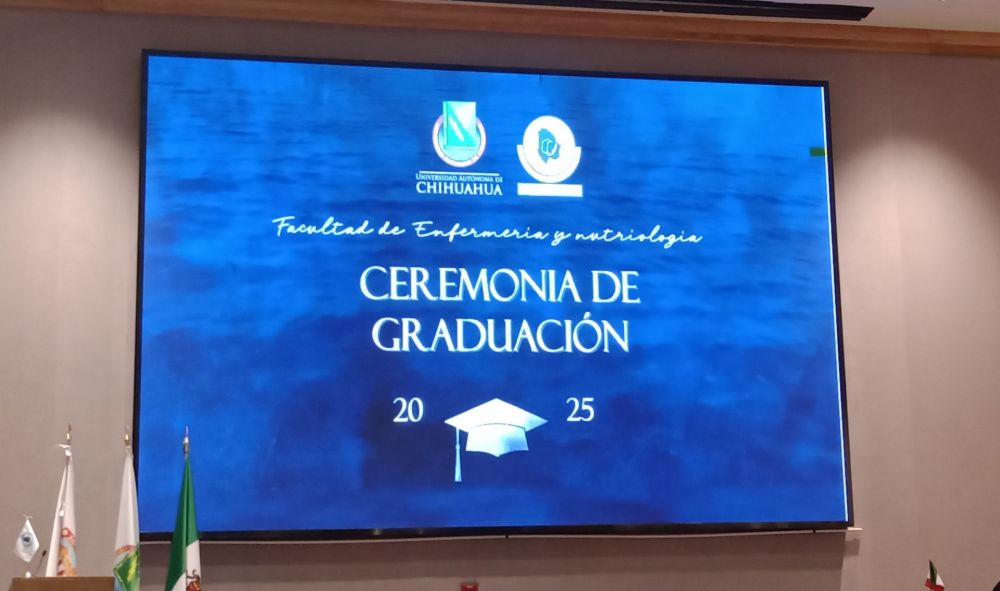 UNIVERSIDAD AUTÓNOMA DE
CHIHUAHUA
Facultad de Enfermeria y nutriologia
CEREMONIA DE
GRADUACIÓN
20 25